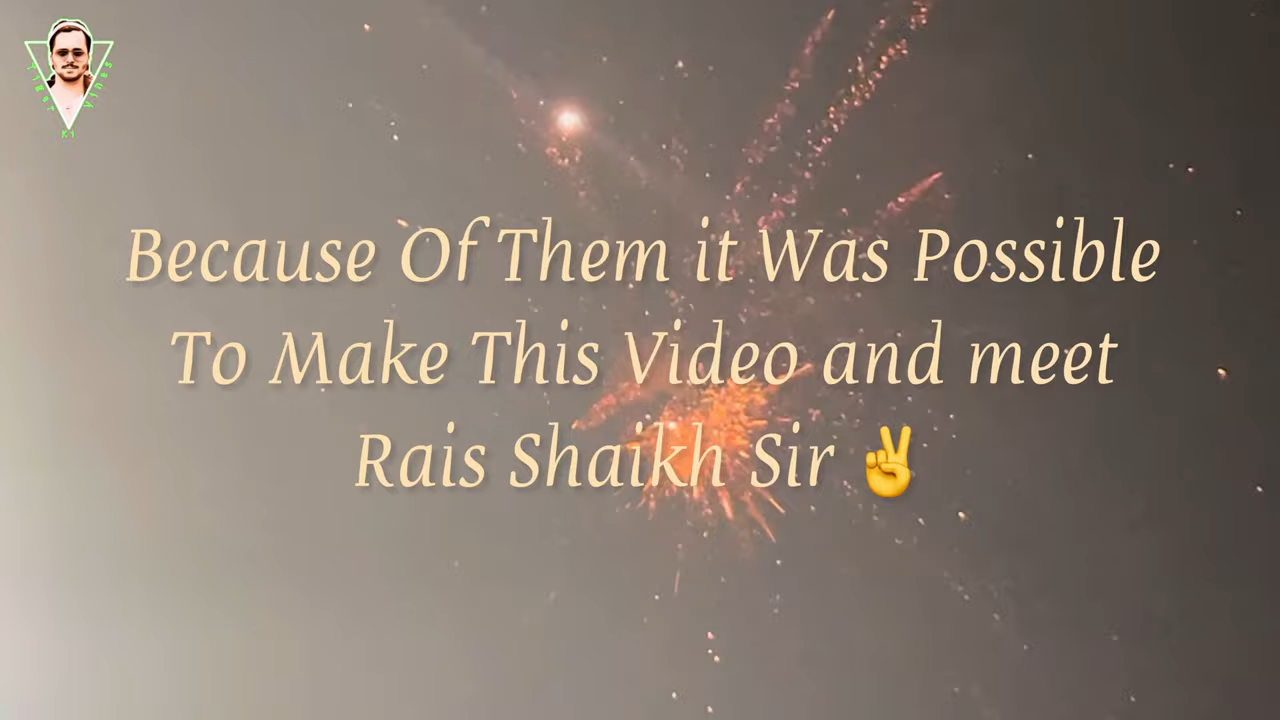 Because Of Them it Was Possible
To Make This Video and meet
Rais Shaikh Sir ✌️